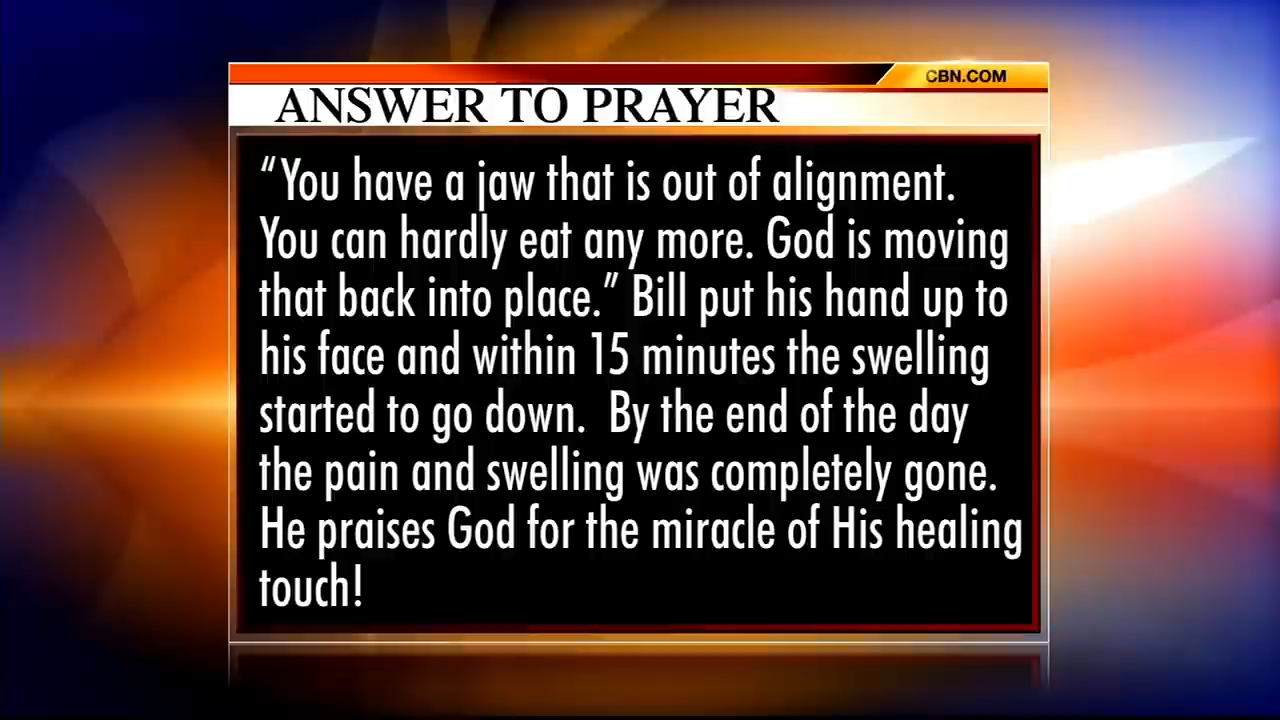 CBN.COM
ANSWER TO PRAYER
“You have a jaw that is out of alignment.
You can hardly eat any more. God is moving
that back into place.” Bill put his hand up to
his face and within 15 minutes the swelling
started to go down.  By the end of the day
the pain and swelling was completely gone.
He praises God for the miracle of His healing
touch!